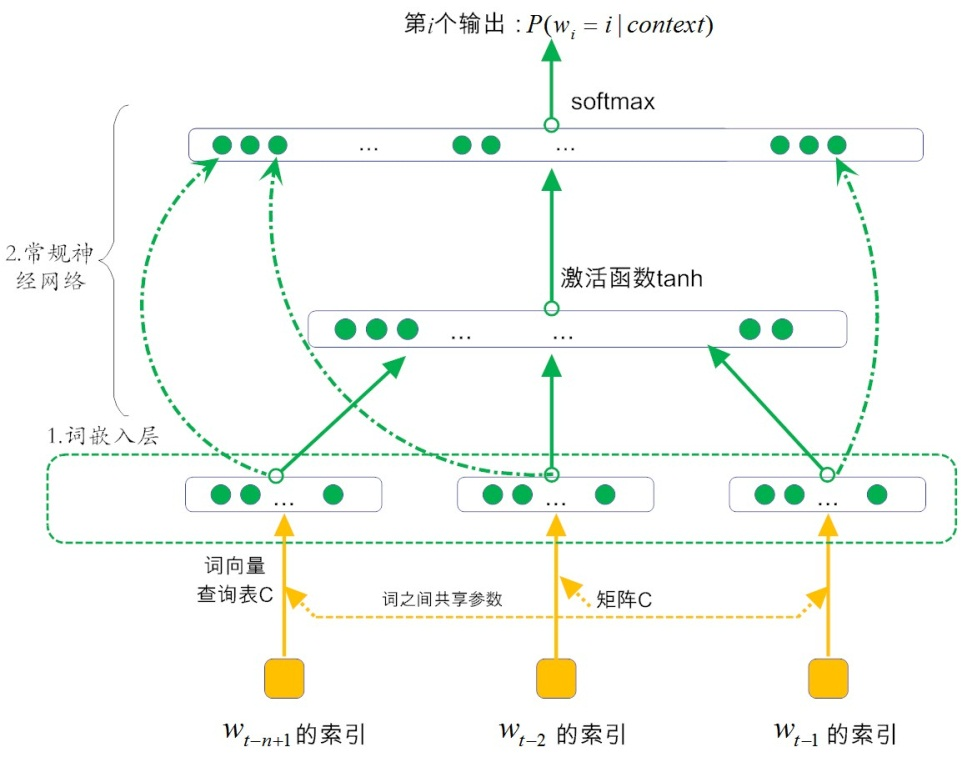 第i个输出：P(w_i = i | context)
softmax
...
...
2.常规神
经网络
激活函数tanh
...
...
1.词嵌入层
...
...
...
词向量
查询表C
词之间共享参数
矩阵C
w_{t-n+1}的索引
w_{t-2} 的索引
w_{t-1} 的索引